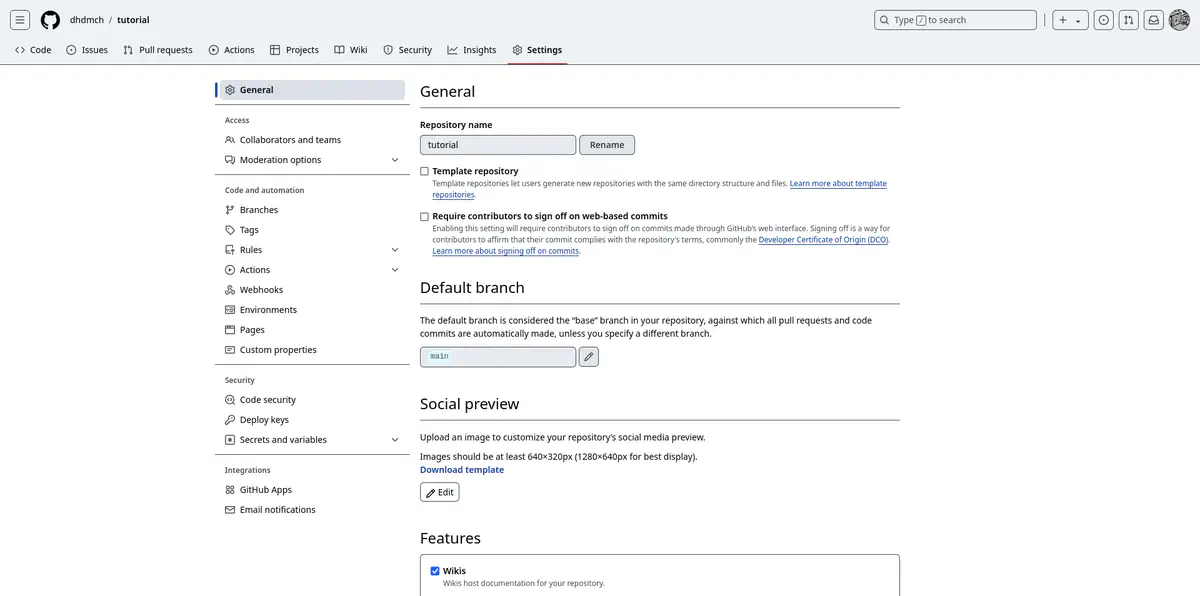 dhdmch / tutorial
Type / to search
Code
Issues
Pull requests
Actions
Projects
Wiki
Security
Insights
Settings
General
Access
Collaborators and teams
Moderation options
Code and automation
Branches
Tags
Rules
Actions
Webhooks
Environments
Pages
Custom properties
Security
Code security
Deploy keys
Secrets and variables
Integrations
GitHub Apps
Email notifications
General
Repository name
tutorial
Rename
Template repository
Template repositories let users generate new repositories with the same directory structure and files. Learn more about template
repositories.
Require contributors to sign off on web-based commits
Enabling this setting will require contributors to sign off on commits made through GitHub's web interface. Signing off is a way for
contributors to affirm that their commit complies with the repository's terms, commonly the Developer Certificate of Origin (DCO).
Learn more about signing off on commits.
Default branch
The default branch is considered the “base” branch in your repository, against which all pull requests and code
commits are automatically made, unless you specify a different branch.
main
Social preview
Upload an image to customize your repository's social media preview.
Images should be at least 640×320px (1280×640px for best display).
Download template
Edit
Features
Wikis
Wikis host documentation for your repository.